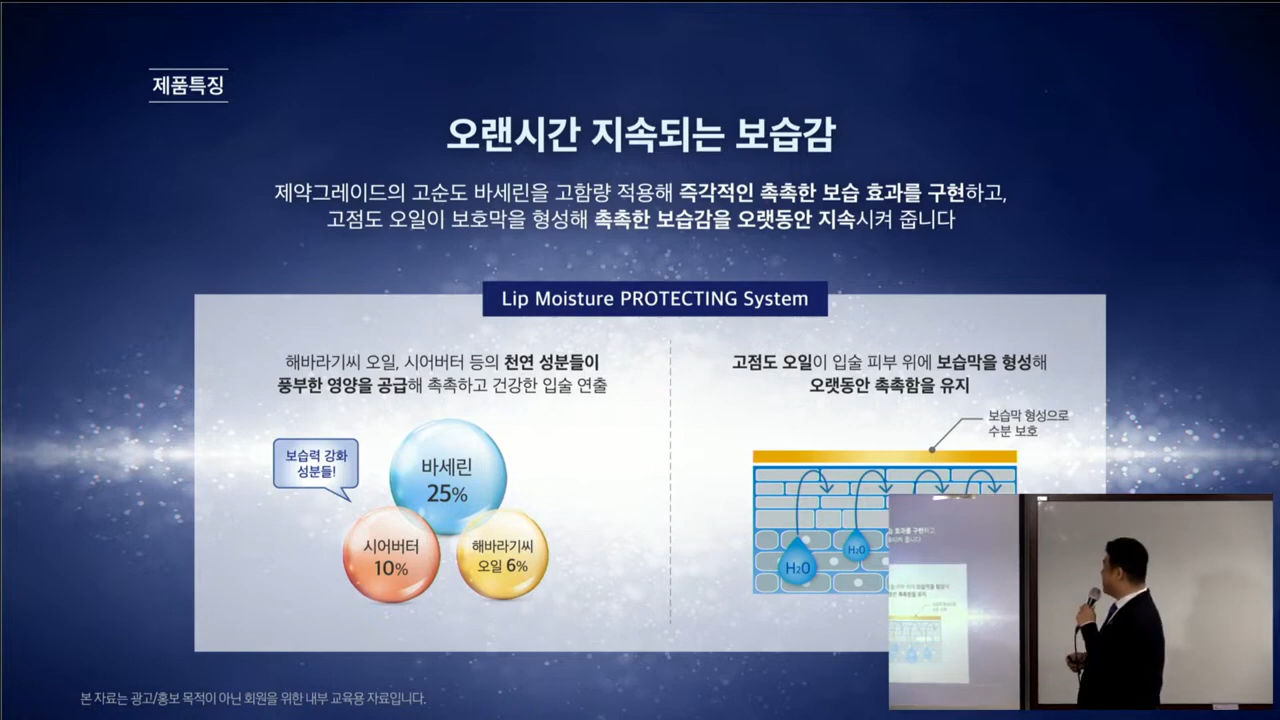 제품특징
오랜시간 지속되는 보습감
제약그레이드의 고순도 바세린을 고함량 적용해 즉각적인 촉촉한 보습 효과를 구현하고,
고점도 오일이 보호막을 형성해 촉촉한 보습감을 오랫동안 지속시켜 줍니다
Lip Moisture PROTECTING System
해바라기씨 오일, 시어버터 등의 천연 성분들이
풍부한 영양을 공급해 촉촉하고 건강한 입술 연출
보습력 강화
성분들!
바세린
25%
시어버터
10%
해바라기씨
오일 6%
고점도 오일이 입술 피부 위에 보습막을 형성해
오랫동안 촉촉함을 유지
보습막 형성으로
수분 보호
H2O
H2O
본 자료는 광고/홍보 목적이 아닌 회원을 위한 내부 교육용 자료입니다.